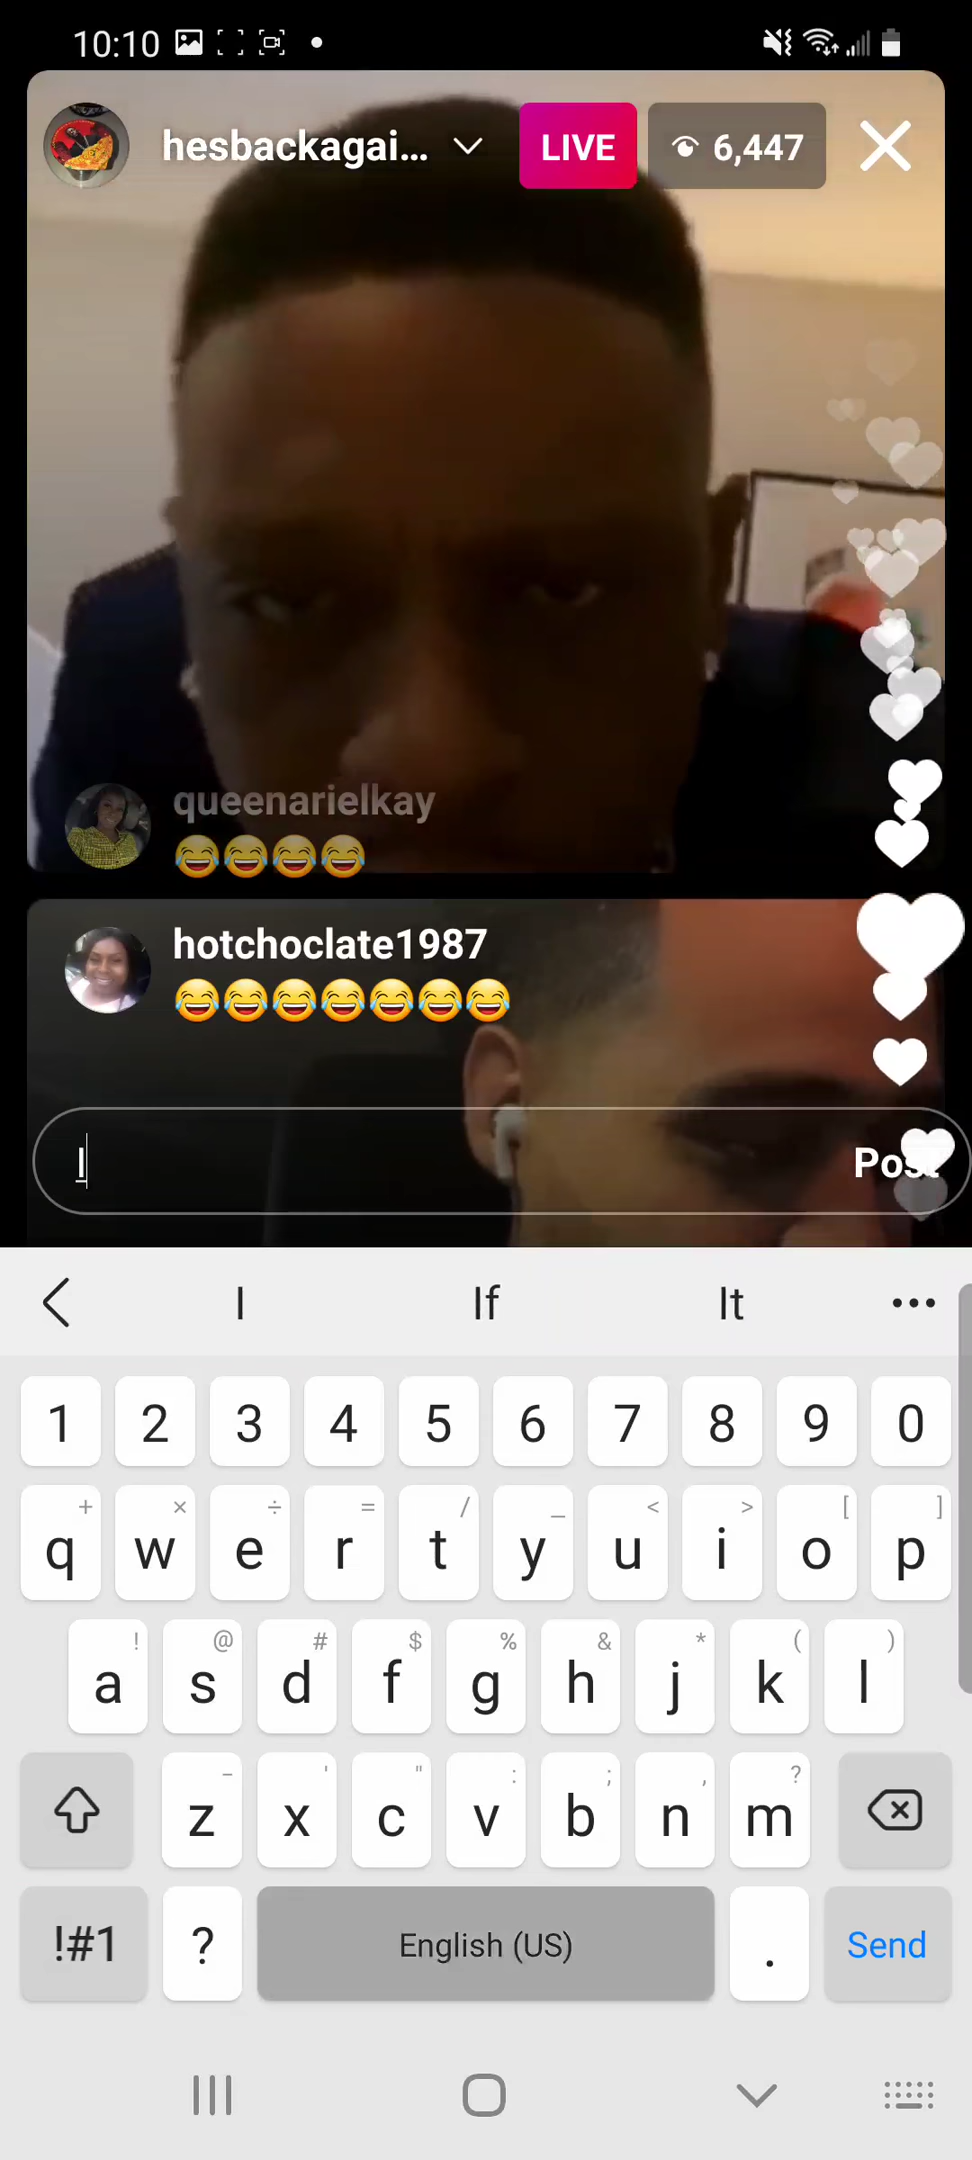 10:10
hesbackagai...
LIVE
6,447
queenarielkay
😂😂😂😂
hotchoclate1987
😂😂😂😂😂😂😂
I
Post
I If It
1 2 3 4 5 6 7 8 9 0
+ × ÷ = / _ < > [ ]
q w e r t y u i o p
! @ # $ % & * ( )
a s d f g h j k l
- ' " : ; , ?
z x c v b n m
!#1 ? English (US) . Send